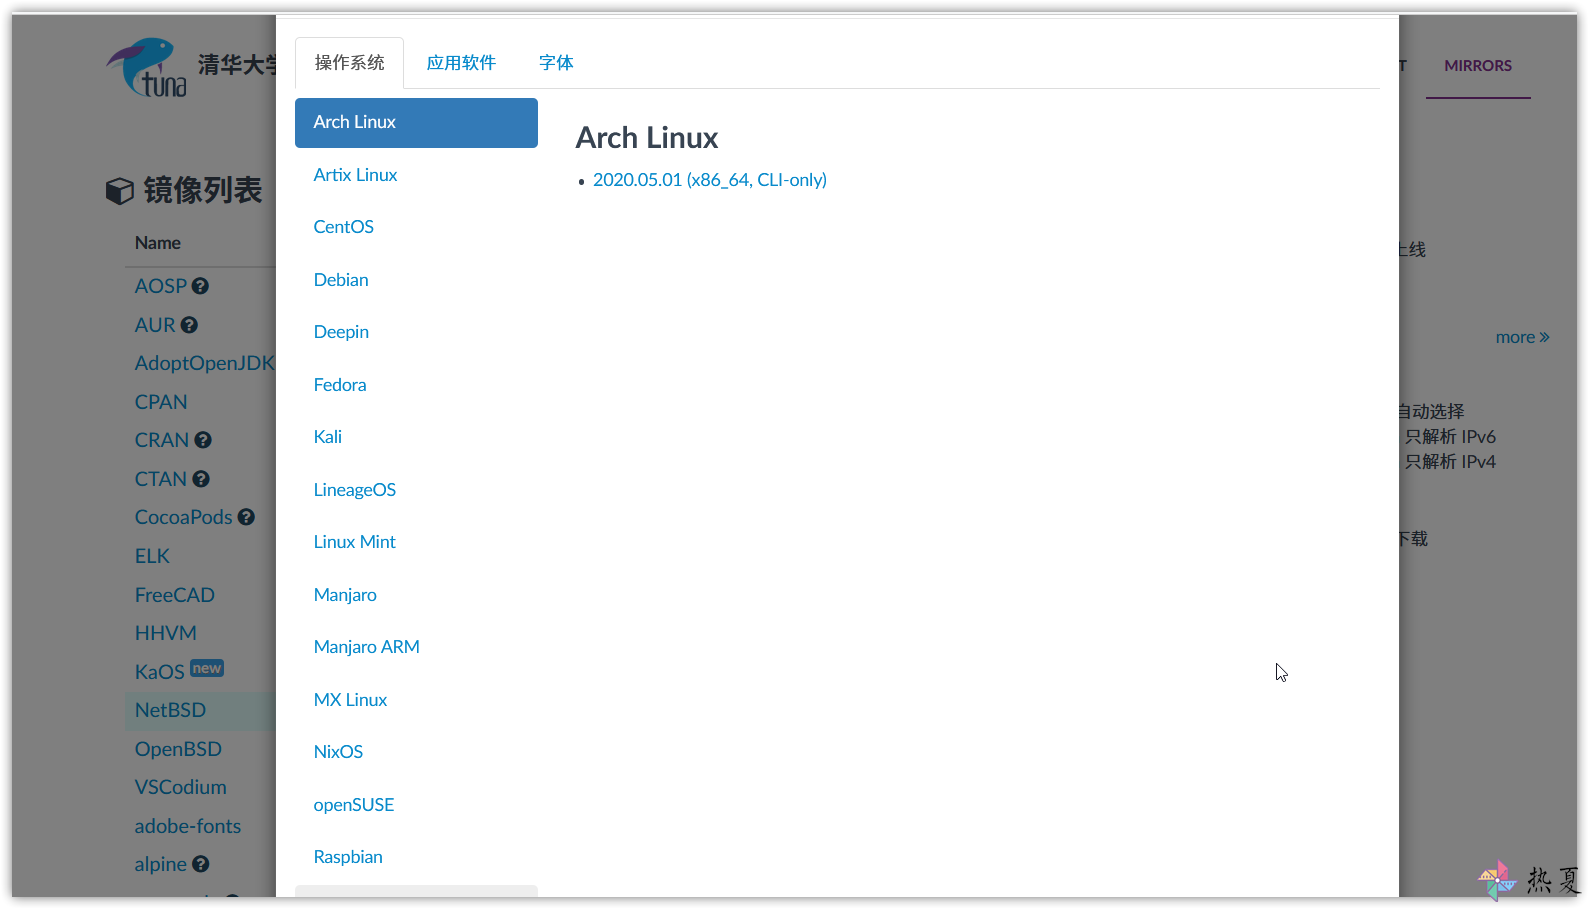 tuna
清华大学
T
MIRRORS
镜像列表
Name
AOSP
AUR
AdoptOpenJDK
CPAN
CRAN
CTAN
CocoaPods
ELK
FreeCAD
HHVM
KaOS new
NetBSD
OpenBSD
VSCodium
adobe-fonts
alpine
操作系统 应用软件 字体
Arch Linux
Artix Linux
CentOS
Debian
Deepin
Fedora
Kali
LineageOS
Linux Mint
Manjaro
Manjaro ARM
MX Linux
NixOS
openSUSE
Raspbian
Arch Linux
2020.05.01 (x86_64, CLI-only)
上线
more
自动选择
只解析 IPv6
只解析 IPv4
下载
热夏